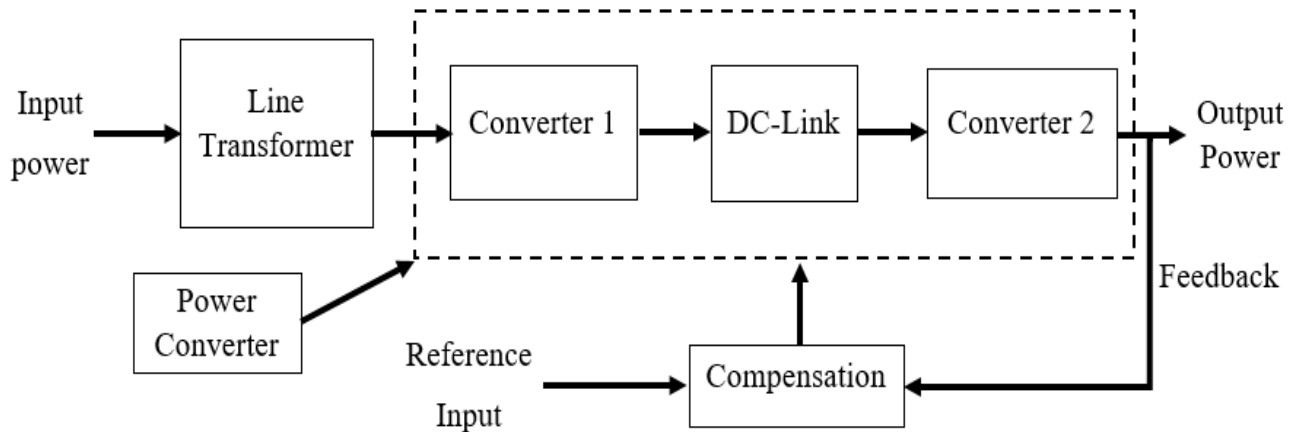 Input
power
Line
Transformer
Converter 1
DC-Link
Converter 2
Output
Power
Power
Converter
Reference
Input
Compensation
Feedback